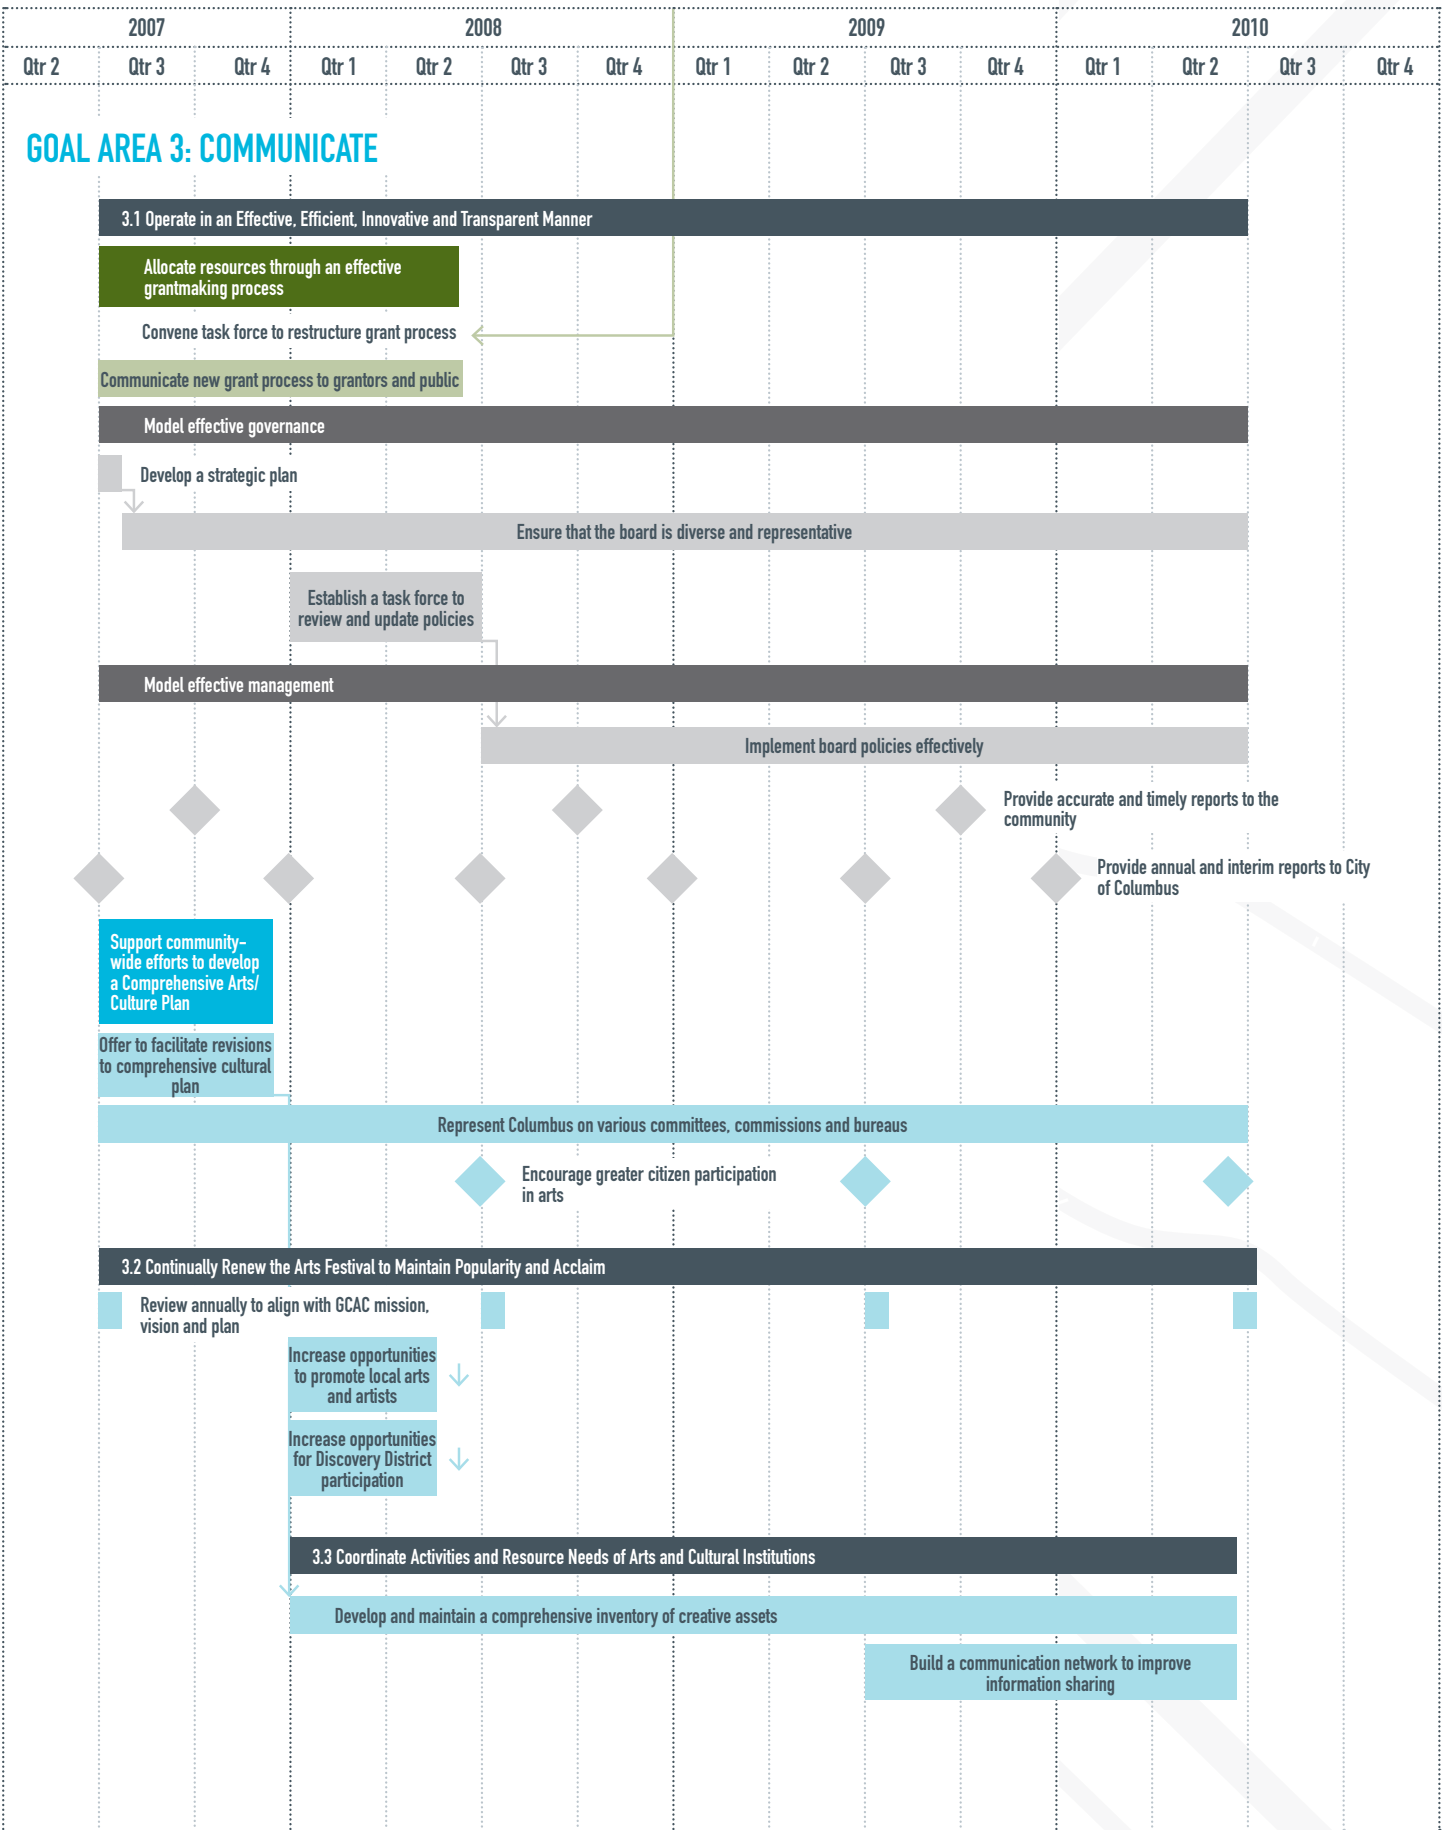 2007 2008 2009 2010
Qtr 2 Qtr 3 Qtr 4 Qtr 1 Qtr 2 Qtr 3 Qtr 4 Qtr 1 Qtr 2 Qtr 3 Qtr 4 Qtr 1 Qtr 2 Qtr 3 Qtr 4
GOAL AREA 3: COMMUNICATE
3.1 Operate in an Effective, Efficient, Innovative and Transparent Manner
Allocate resources through an effective
grantmaking process
Convene task force to restructure grant process
Communicate new grant process to grantors and public
Model effective governance
Develop a strategic plan
Ensure that the board is diverse and representative
Establish a task force to
review and update policies
Model effective management
Implement board policies effectively
Provide accurate and timely reports to the
community
Provide annual and interim reports to City
of Columbus
Support community-
wide efforts to develop
a Comprehensive Arts/
Culture Plan
Offer to facilitate revisions
to comprehensive cultural
plan
Represent Columbus on various committees, commissions and bureaus
Encourage greater citizen participation
in arts
3.2 Continually Renew the Arts Festival to Maintain Popularity and Acclaim
Review annually to align with GCAC mission,
vision and plan
Increase opportunities
to promote local arts
and artists
Increase opportunities
for Discovery District
participation
3.3 Coordinate Activities and Resource Needs of Arts and Cultural Institutions
Develop and maintain a comprehensive inventory of creative assets
Build a communication network to improve
information sharing